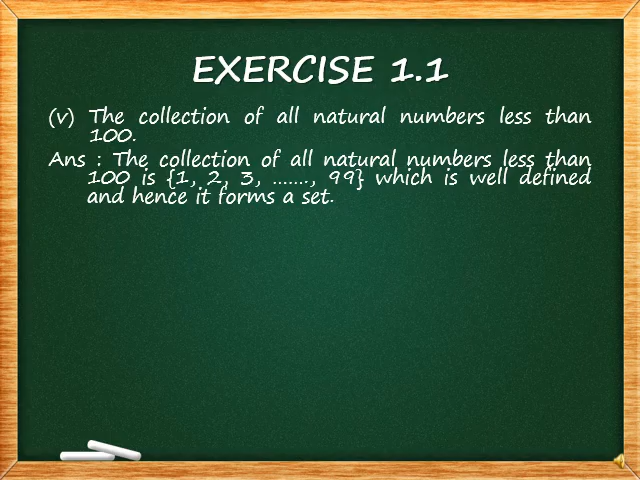 EXERCISE 1.1
(v) The collection of all natural numbers less than
100.
Ans : The collection of all natural numbers less than
100 is {1, 2, 3, ……., 99} which is well defined
and hence it forms a set.